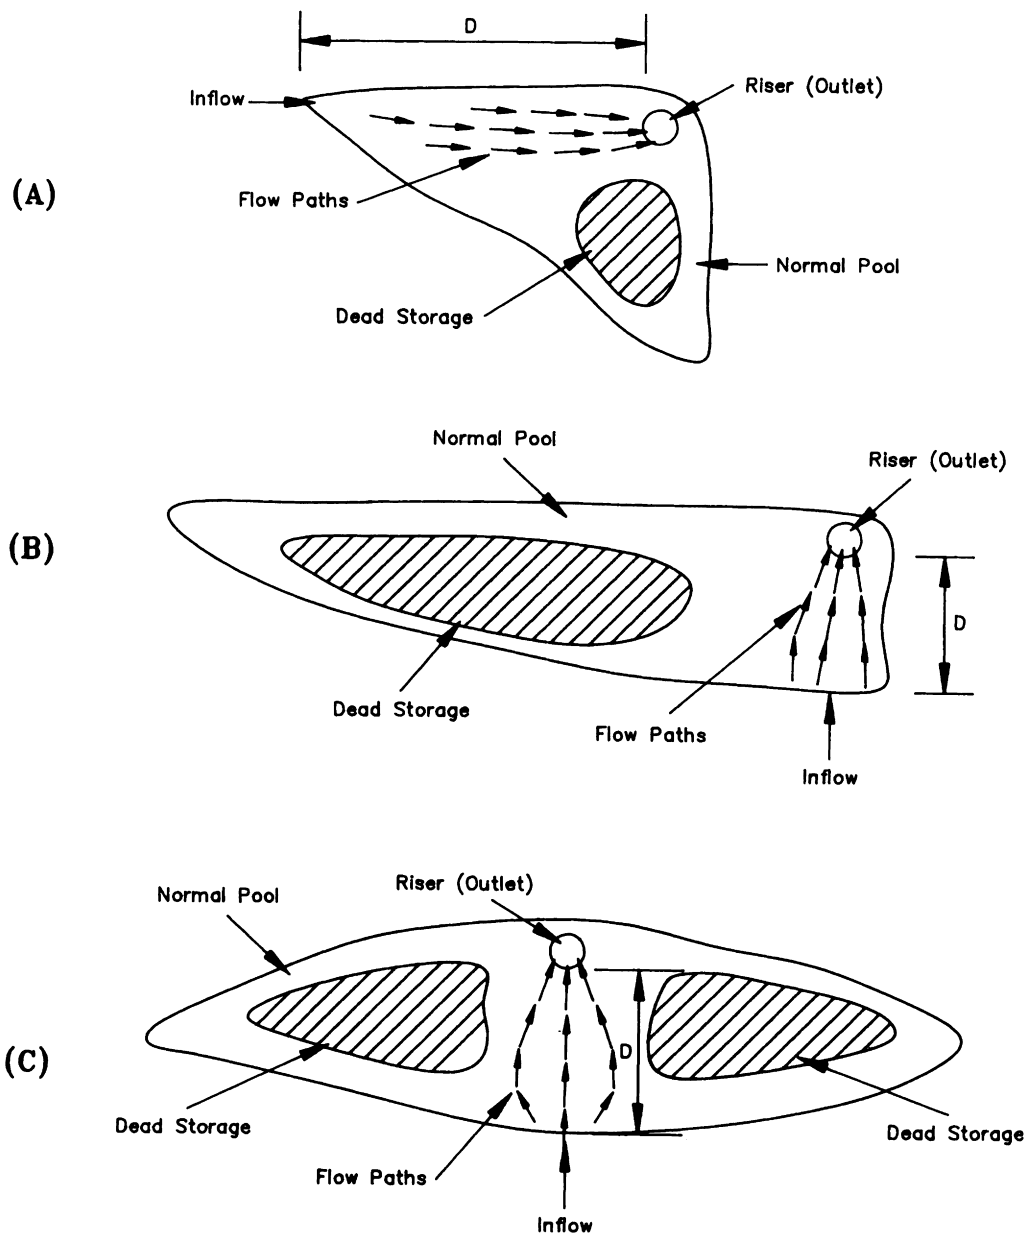 D
Riser (Outlet)
Inflow
(A)
Flow Paths
Normal Pool
Dead Storage
Normal Pool
Riser (Outlet)
(B)
D
Dead Storage
Flow Paths
Inflow
Riser (Outlet)
Normal Pool
(C)
D
Dead Storage
Dead Storage
Flow Paths
Inflow